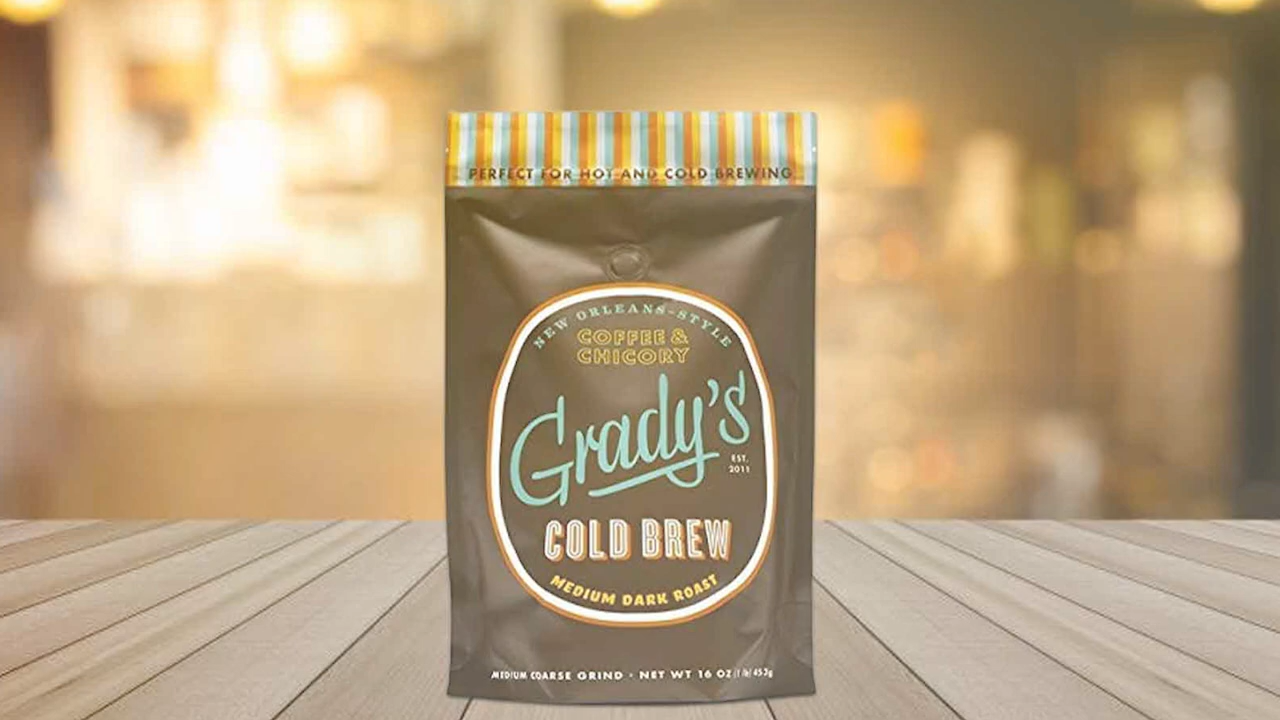 PERFECT FOR HOT AND COLD BREWING
NEW ORLEANS-STYLE
COFFEE &
CHICORY
Grady's
EST.
2011
COLD BREW
MEDIUM DARK ROAST
MEDIUM COARSE GRIND • NET WT 16 OZ (1 lb) 453g